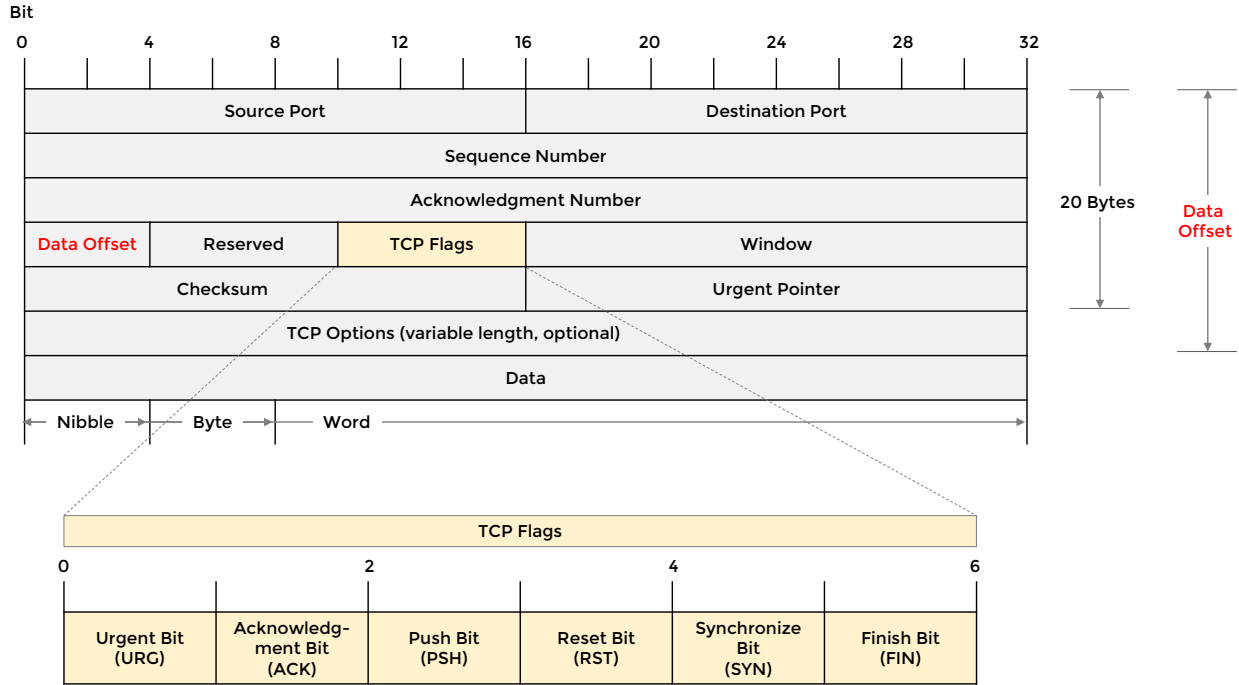 Bit
0 4 8 12 16 20 24 28 32
Source Port Destination Port
Sequence Number
Acknowledgment Number
20 Bytes
Data
Offset
Data Offset Reserved TCP Flags Window
Checksum Urgent Pointer
TCP Options (variable length, optional)
Data
Nibble Byte Word
TCP Flags
0 2 4 6
Urgent Bit
(URG)
Acknowledg-
ment Bit
(ACK)
Push Bit
(PSH)
Reset Bit
(RST)
Synchronize
Bit
(SYN)
Finish Bit
(FIN)